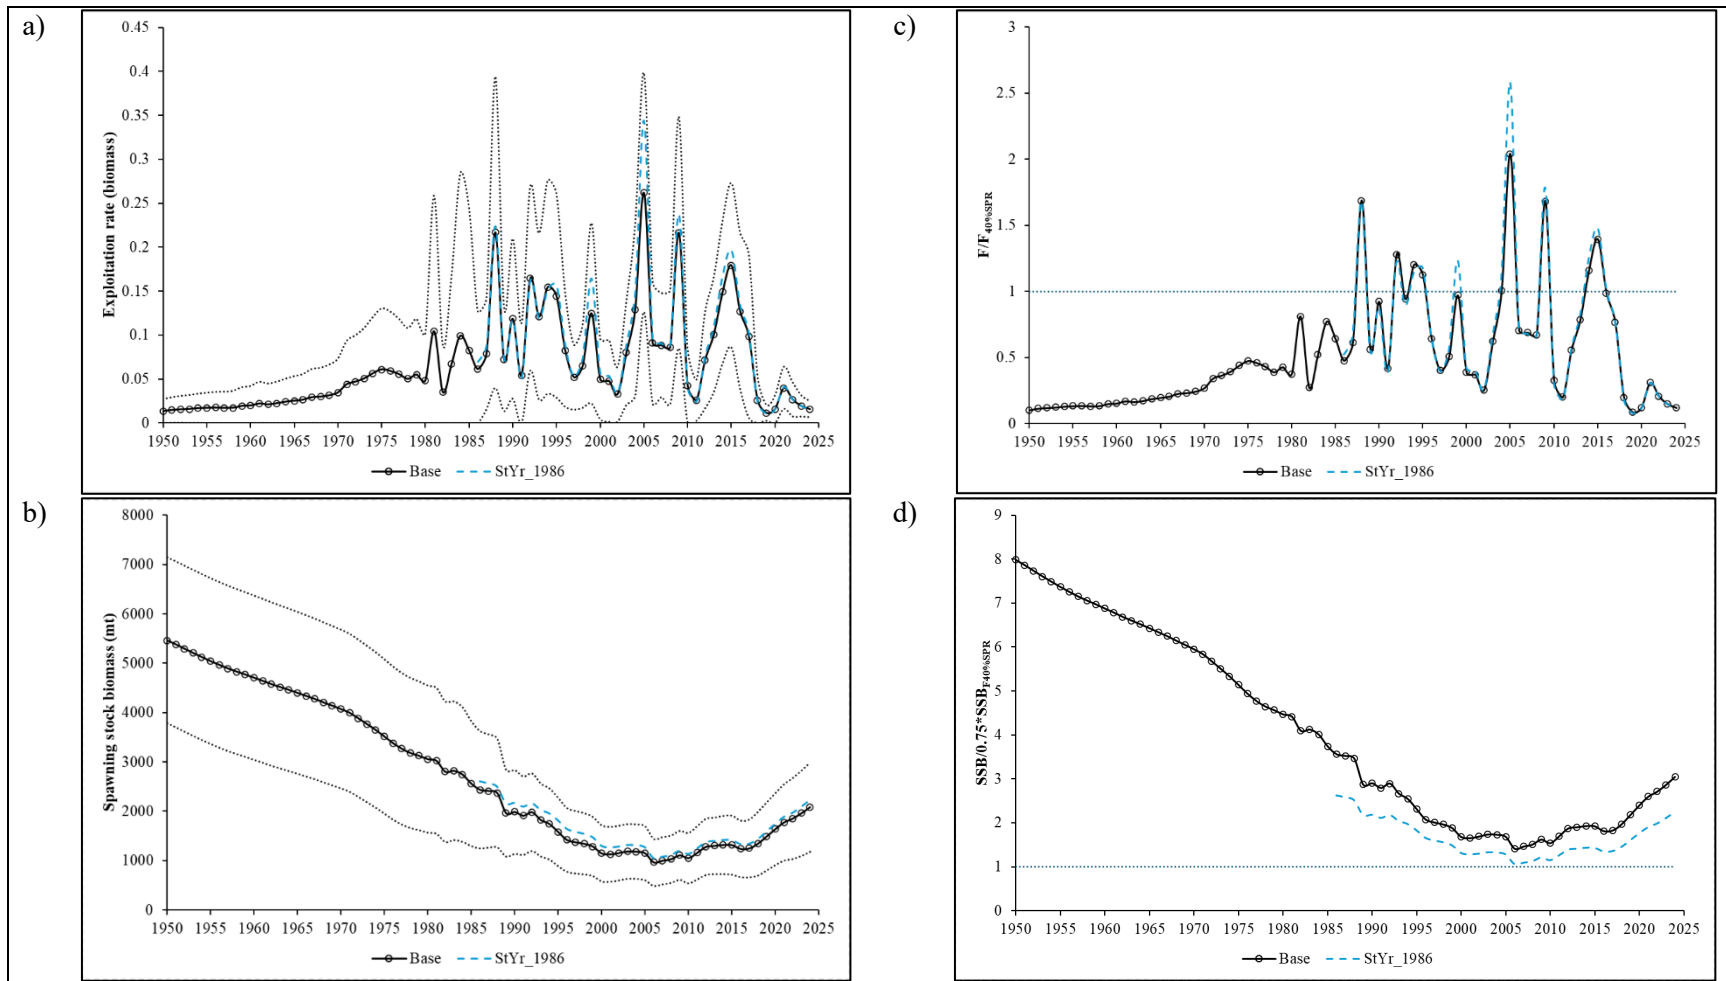 a)
0.45
0.4
0.35
0.3
0.25
0.2
0.15
0.1
0.05
0
Exploitation rate (biomass)
1950 1955 1960 1965 1970 1975 1980 1985 1990 1995 2000 2005 2010 2015 2020 2025
Base StYr_1986
c)
3
2.5
2
1.5
1
0.5
0
F/F40%SPR
1950 1955 1960 1965 1970 1975 1980 1985 1990 1995 2000 2005 2010 2015 2020 2025
Base StYr_1986
b)
8000
7000
6000
5000
4000
3000
2000
1000
0
Spawning stock biomass (mt)
1950 1955 1960 1965 1970 1975 1980 1985 1990 1995 2000 2005 2010 2015 2020 2025
Base StYr_1986
d)
9
8
7
6
5
4
3
2
1
0
SSB/0.75*SSBF40%SPR
1950 1955 1960 1965 1970 1975 1980 1985 1990 1995 2000 2005 2010 2015 2020 2025
Base StYr_1986